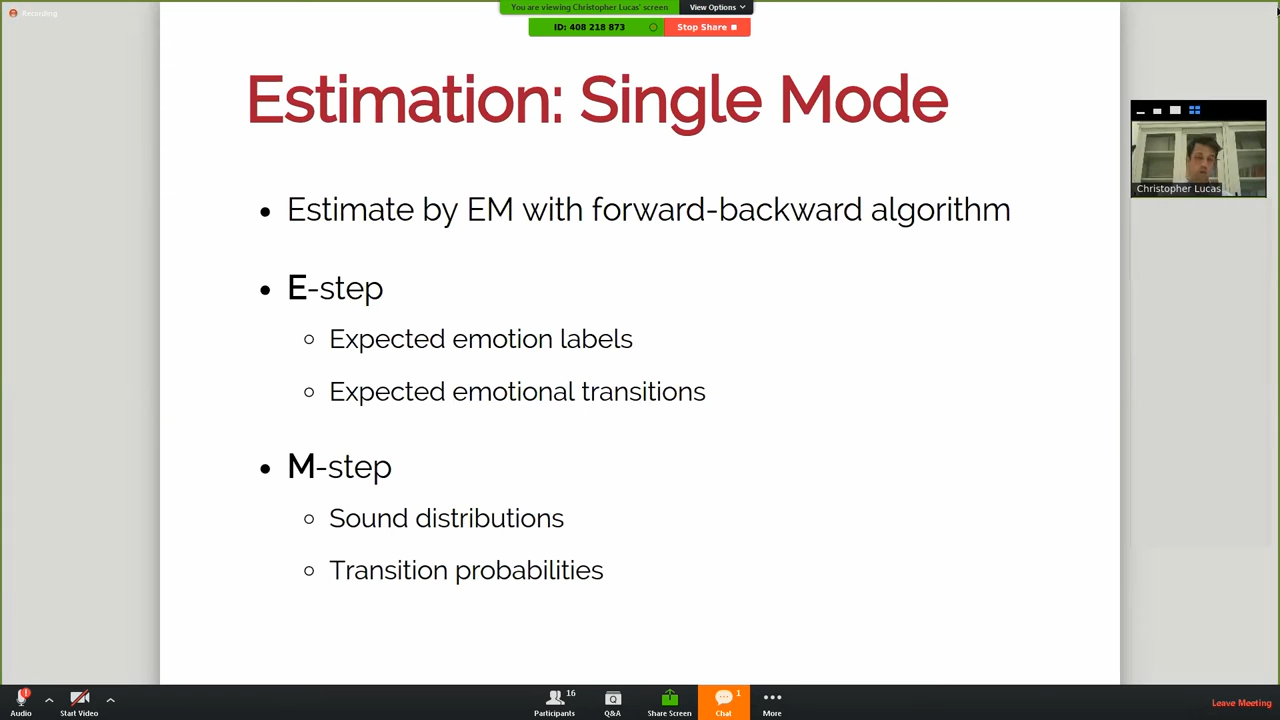 Recording
You are viewing Christopher Lucas' screen
View Options
ID: 408 218 873
Stop Share
Estimation: Single Mode
Christopher Lucas
• Estimate by EM with forward-backward algorithm
• E-step
○ Expected emotion labels
○ Expected emotional transitions
• M-step
○ Sound distributions
○ Transition probabilities
Audio
Start Video
16
Participants
Q&A
Share Screen
1
Chat
More
Leave Meeting